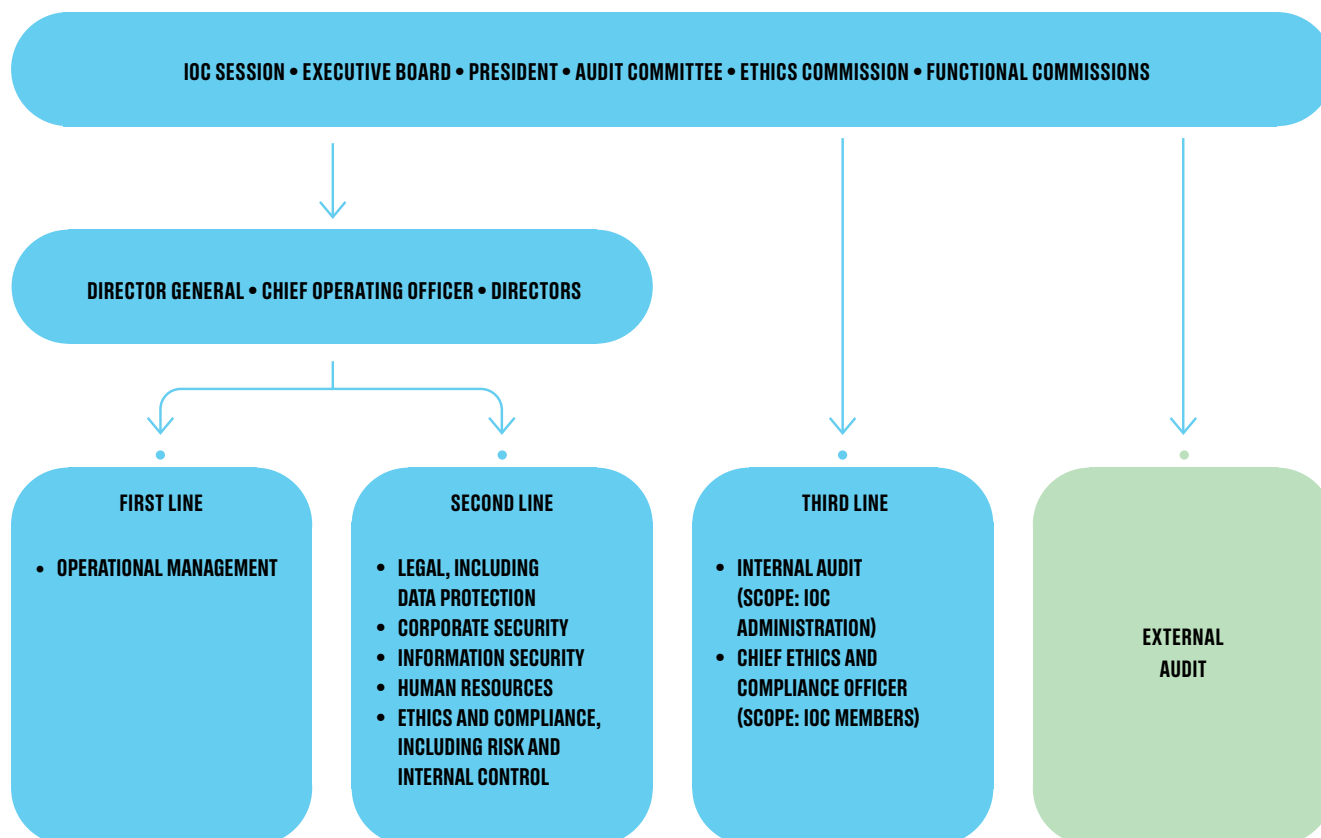 IOC SESSION • EXECUTIVE BOARD • PRESIDENT • AUDIT COMMITTEE • ETHICS COMMISSION • FUNCTIONAL COMMISSIONS
DIRECTOR GENERAL • CHIEF OPERATING OFFICER • DIRECTORS
FIRST LINE
• OPERATIONAL MANAGEMENT
SECOND LINE
• LEGAL, INCLUDING
DATA PROTECTION
• CORPORATE SECURITY
• INFORMATION SECURITY
• HUMAN RESOURCES
• ETHICS AND COMPLIANCE,
INCLUDING RISK AND
INTERNAL CONTROL
THIRD LINE
• INTERNAL AUDIT
(SCOPE: IOC
ADMINISTRATION)
• CHIEF ETHICS AND
COMPLIANCE OFFICER
(SCOPE: IOC MEMBERS)
EXTERNAL
AUDIT